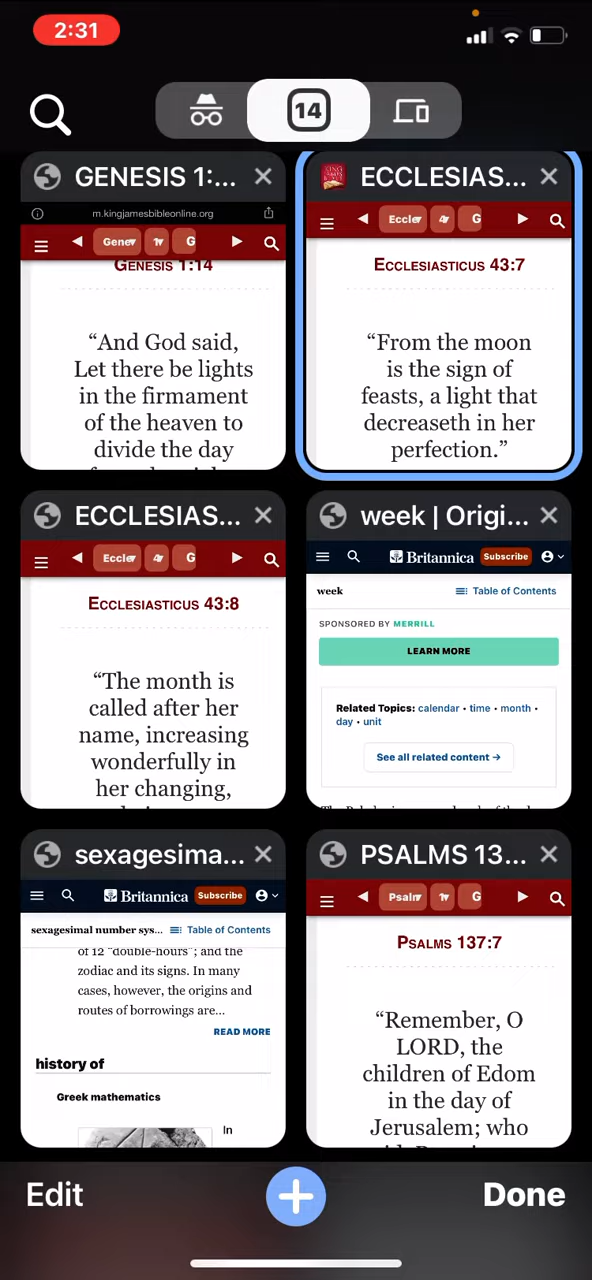 2:31
14
GENESIS 1:...
m.kingjamesbibleonline.org
GENESIS 1:14
“And God said,
Let there be lights
in the firmament
of the heaven to
divide the day
ECCLESIAS...
Eccle
G
ECCLESIASTICUS 43:7
“From the moon
is the sign of
feasts, a light that
decreaseth in her
perfection.”
ECCLESIAS...
Eccle
G
ECCLESIASTICUS 43:8
“The month is
called after her
name, increasing
wonderfully in
her changing,
week | Origi...
Britannica
Subscribe
week
Table of Contents
SPONSORED BY MERRILL
LEARN MORE
Related Topics: calendar • time • month •
day • unit
See all related content →
sexagesima...
Britannica
Subscribe
sexagesimal number sys...
Table of Contents
of 12 "double-hours"; and the
zodiac and its signs. In many
cases, however, the origins and
routes of borrowings are...
READ MORE
history of
Greek mathematics
In
PSALMS 13...
Psalm
G
PSALMS 137:7
“Remember, O
LORD, the
children of Edom
in the day of
Jerusalem; who
Edit
Done